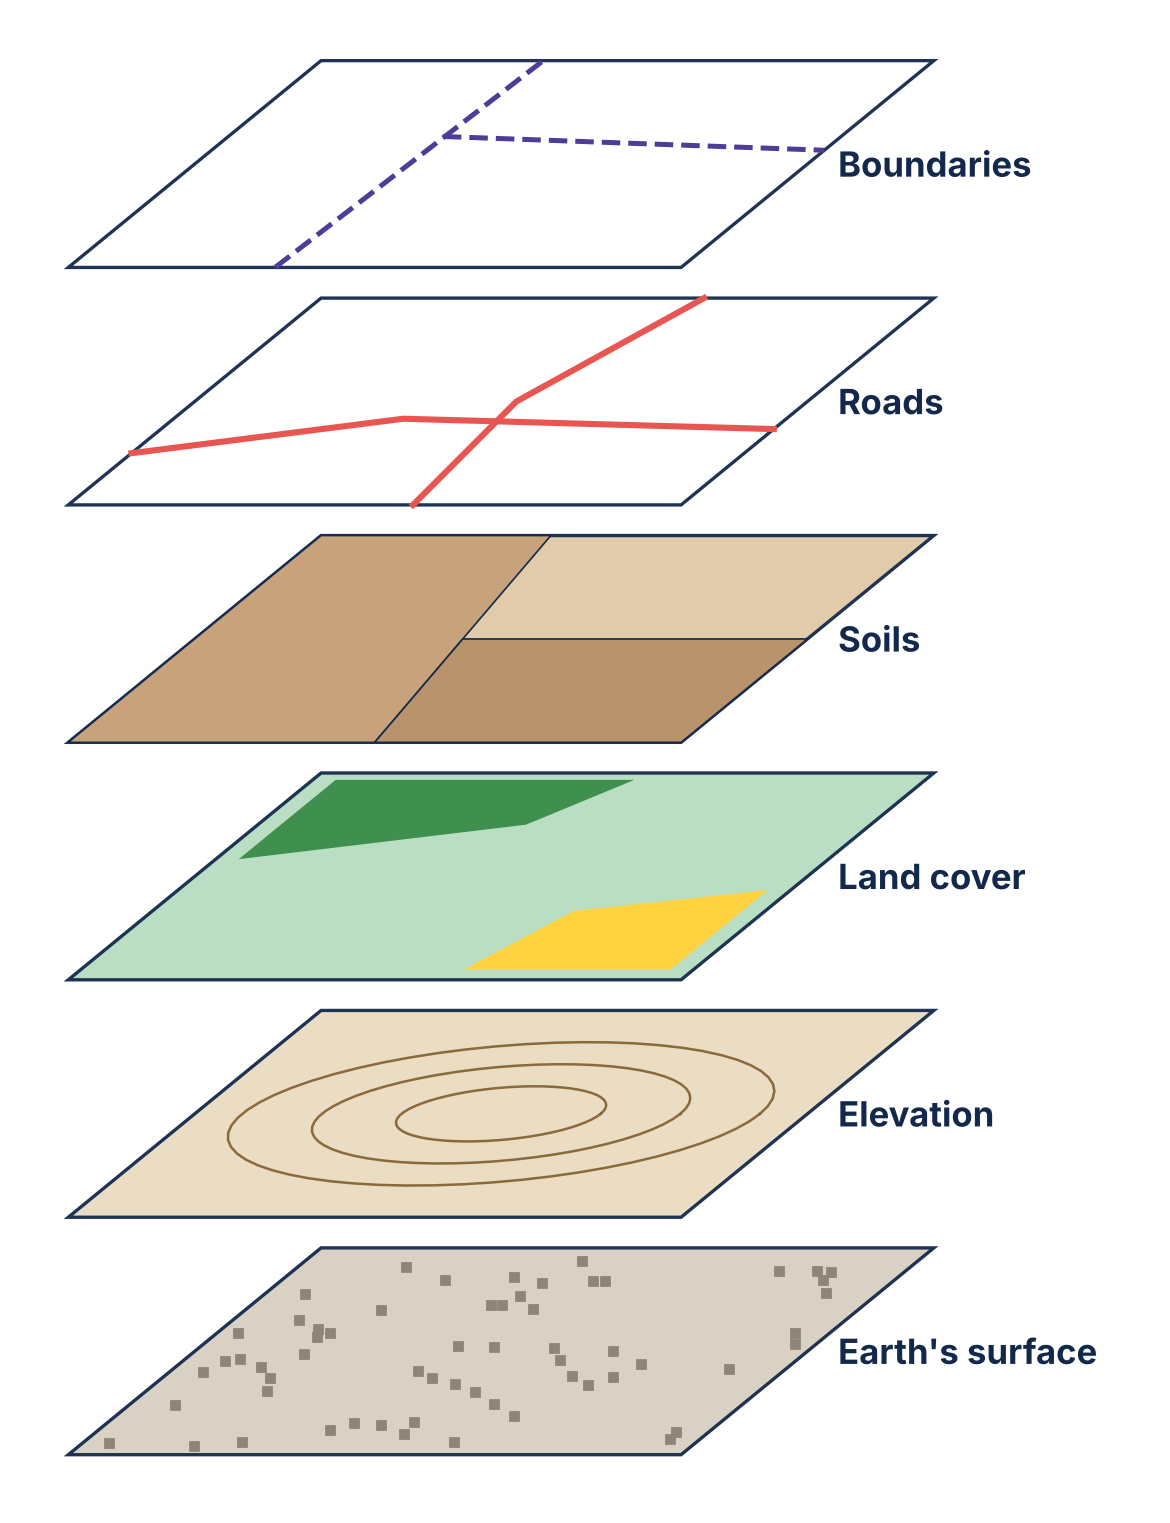 Boundaries
Roads
Soils
Land cover
Elevation
Earth's surface